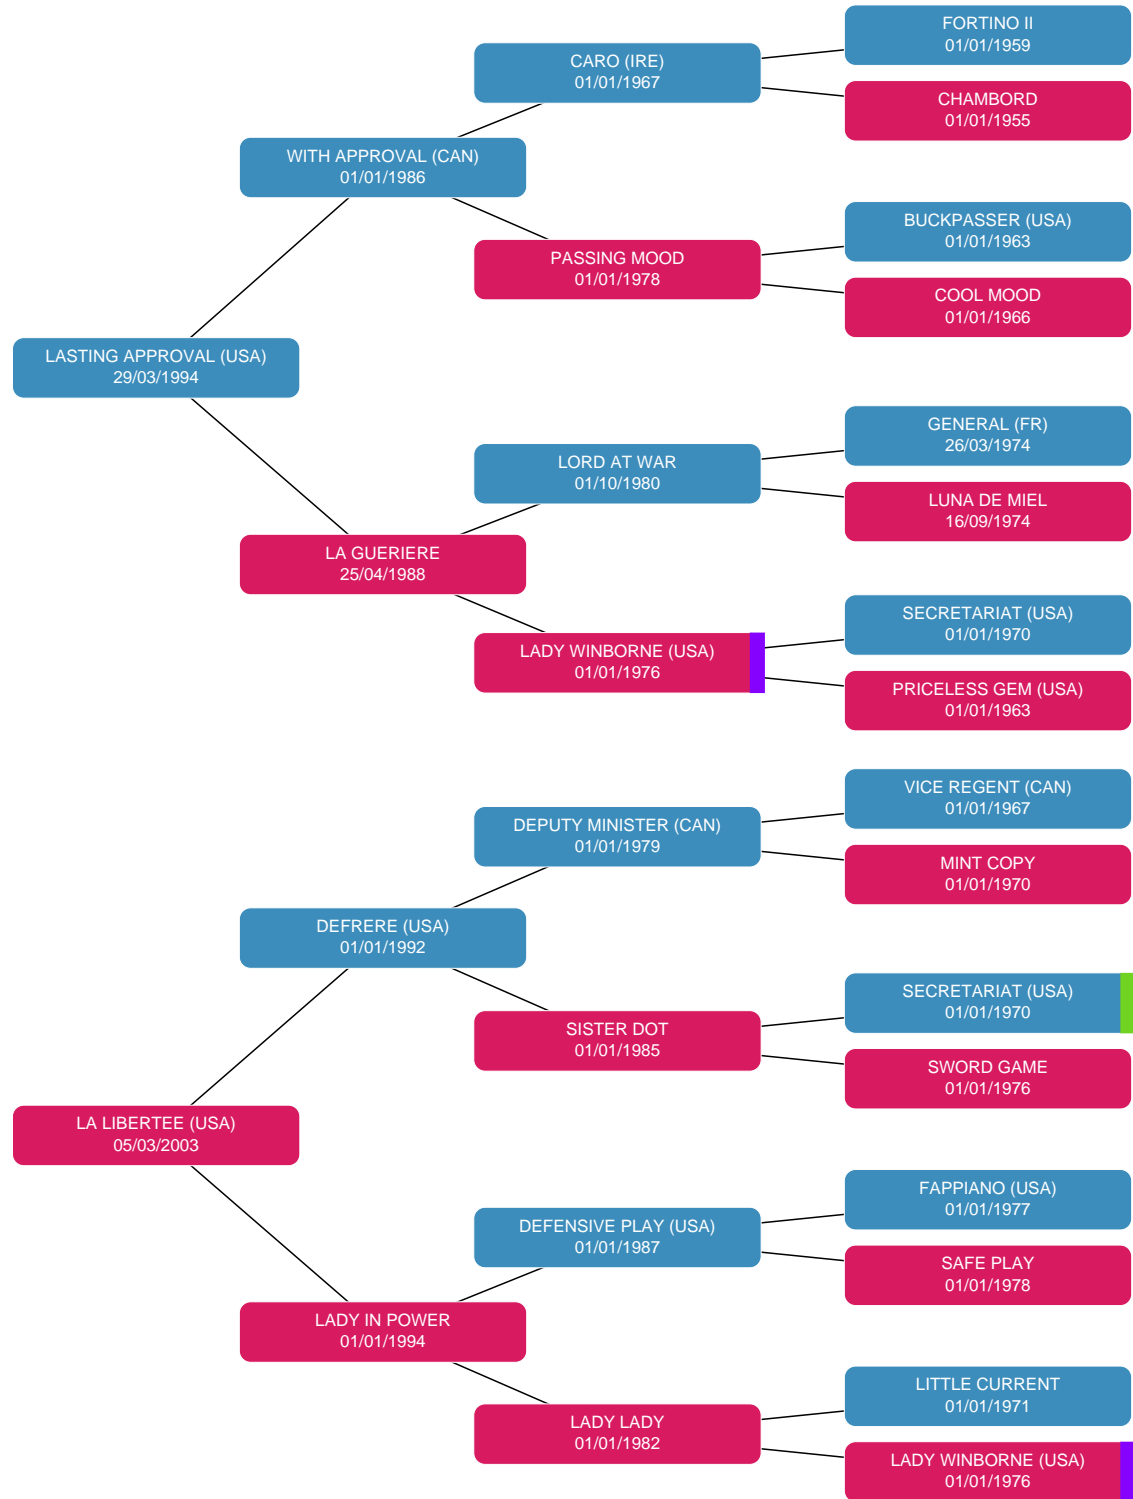 FORTINO II
01/01/1959
CARO (IRE)
01/01/1967
CHAMBORD
01/01/1955
WITH APPROVAL (CAN)
01/01/1986
BUCKPASSER (USA)
01/01/1963
PASSING MOOD
01/01/1978
COOL MOOD
01/01/1966
LASTING APPROVAL (USA)
29/03/1994
GENERAL (FR)
26/03/1974
LORD AT WAR
01/10/1980
LUNA DE MIEL
16/09/1974
LA GUERIERE
25/04/1988
SECRETARIAT (USA)
01/01/1970
LADY WINBORNE (USA)
01/01/1976
PRICELESS GEM (USA)
01/01/1963
VICE REGENT (CAN)
01/01/1967
DEPUTY MINISTER (CAN)
01/01/1979
MINT COPY
01/01/1970
DEFRERE (USA)
01/01/1992
SECRETARIAT (USA)
01/01/1970
SISTER DOT
01/01/1985
SWORD GAME
01/01/1976
LA LIBERTEE (USA)
05/03/2003
FAPPIANO (USA)
01/01/1977
DEFENSIVE PLAY (USA)
01/01/1987
SAFE PLAY
01/01/1978
LADY IN POWER
01/01/1994
LITTLE CURRENT
01/01/1971
LADY LADY
01/01/1982
LADY WINBORNE (USA)
01/01/1976